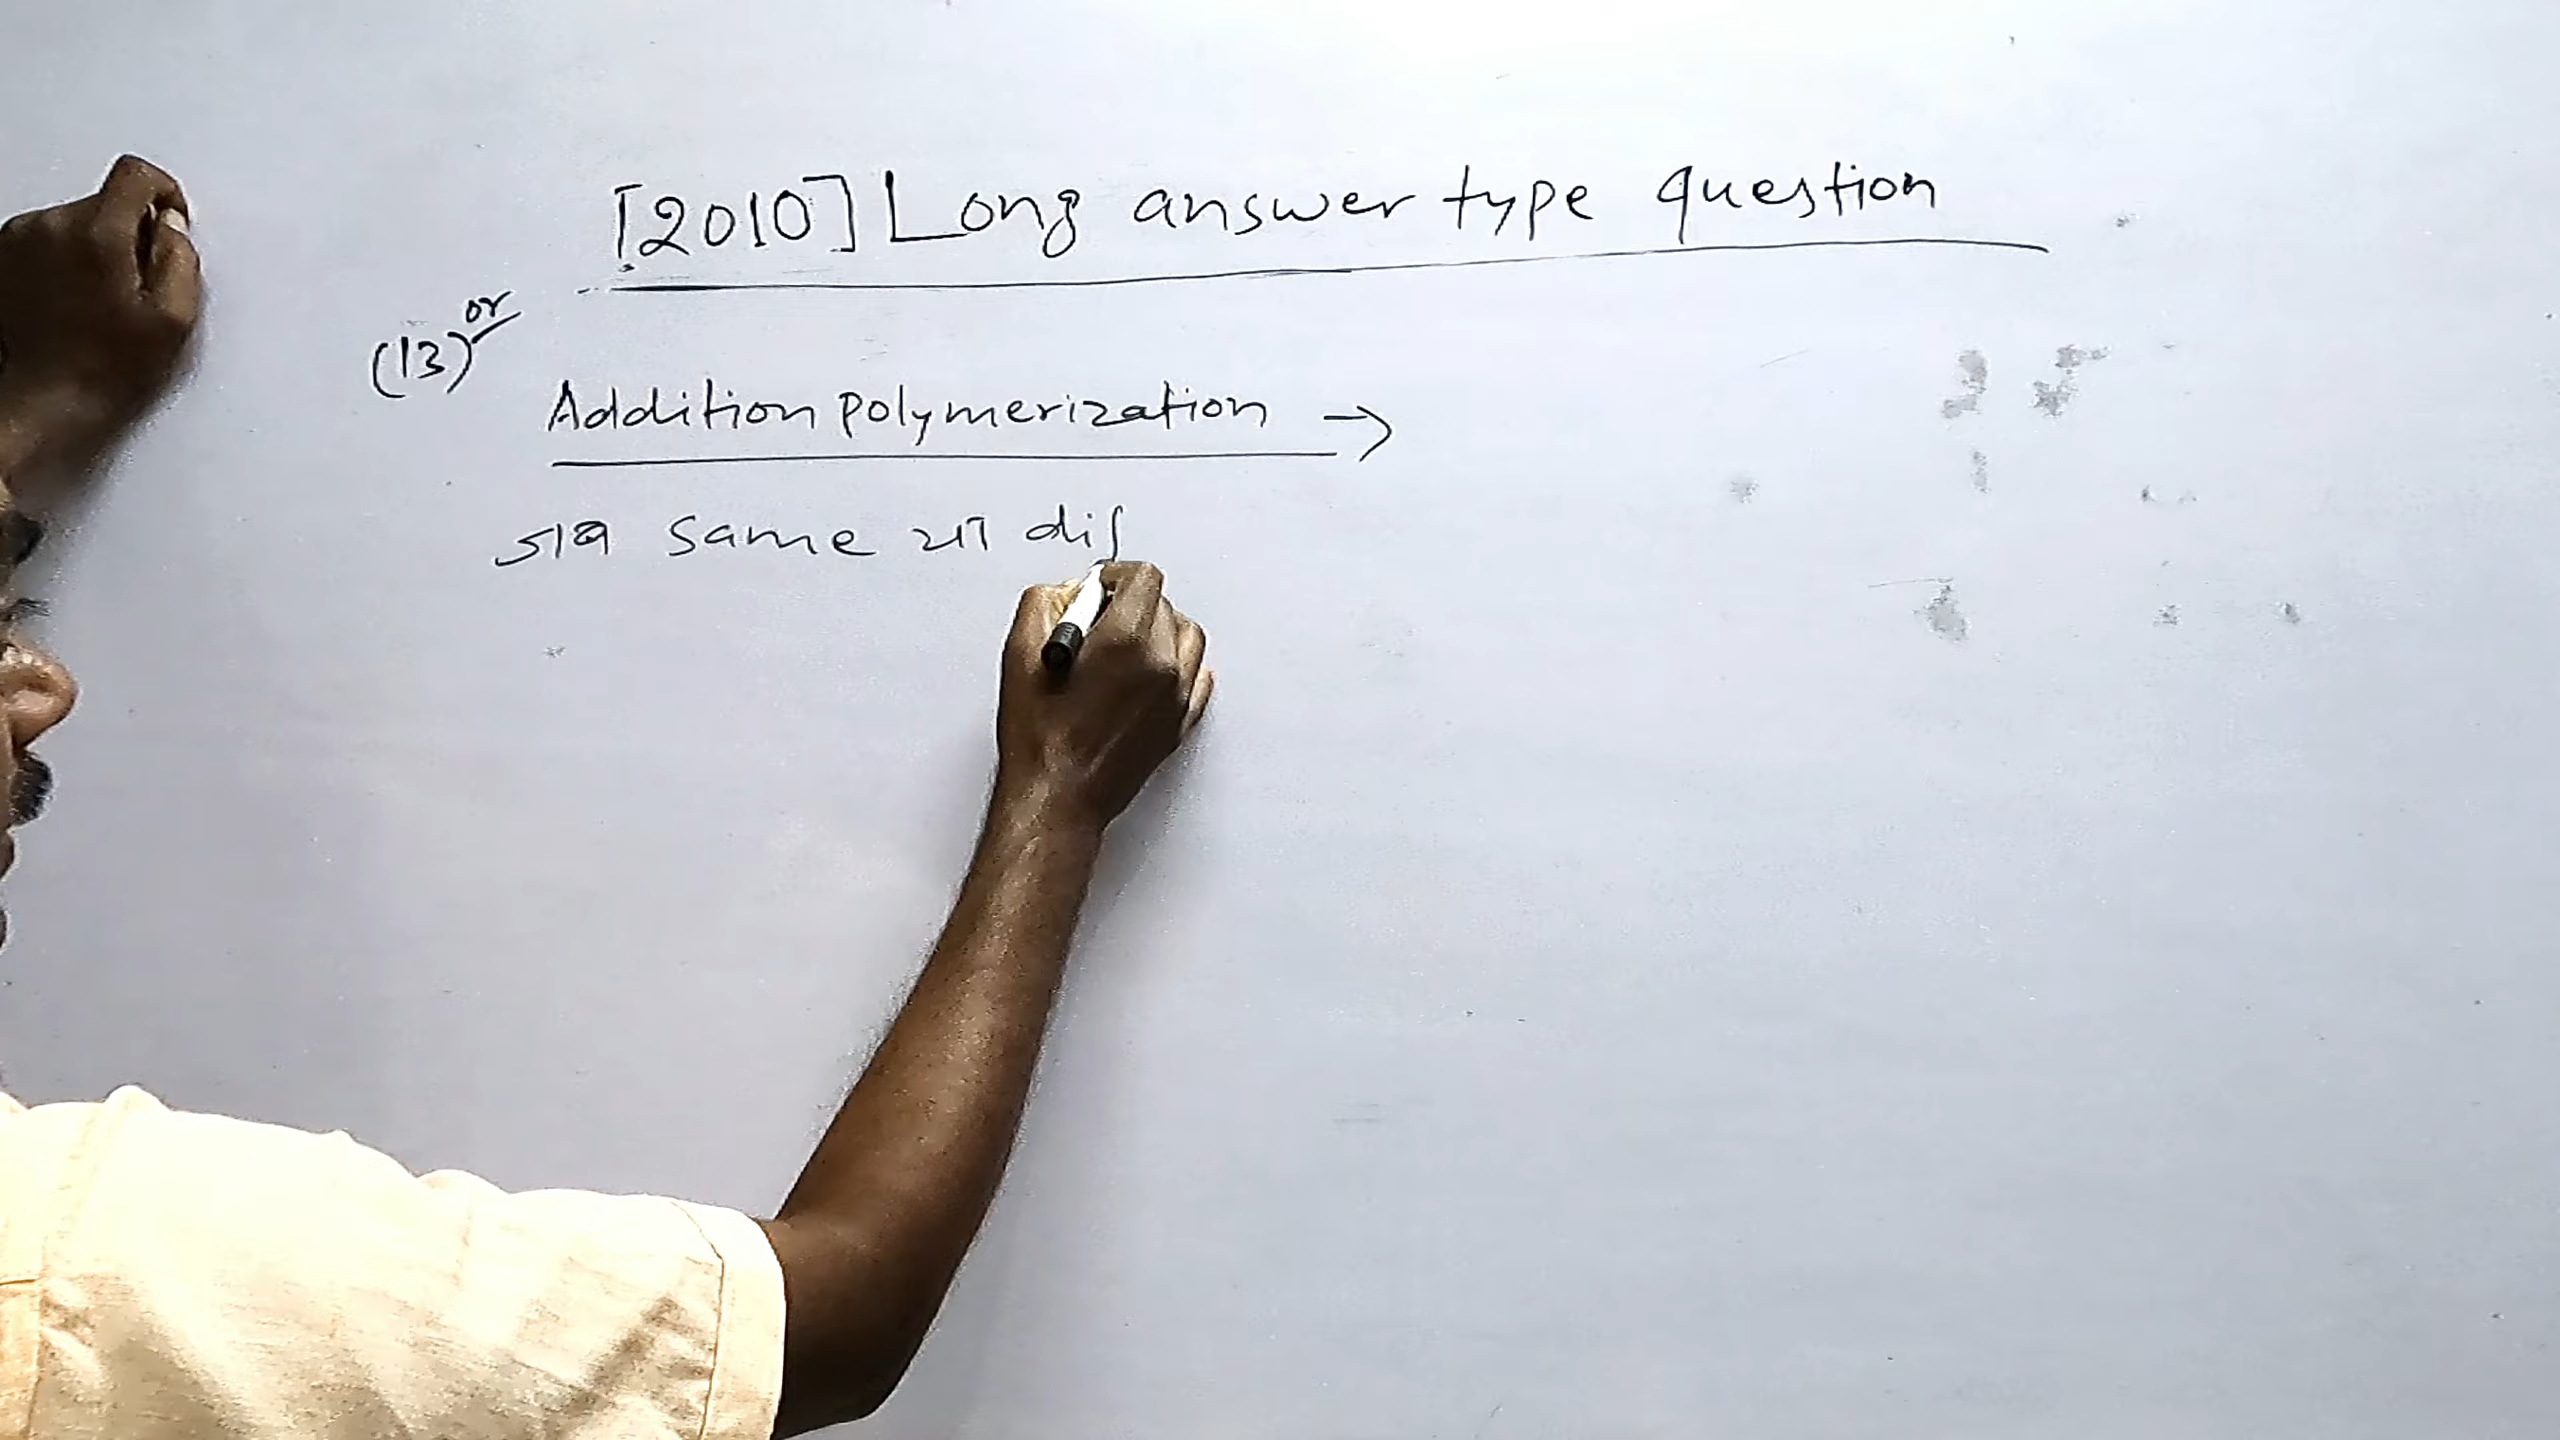 [2010] Long answer type question
(13) or
Addition polymerization →
जब same या dif